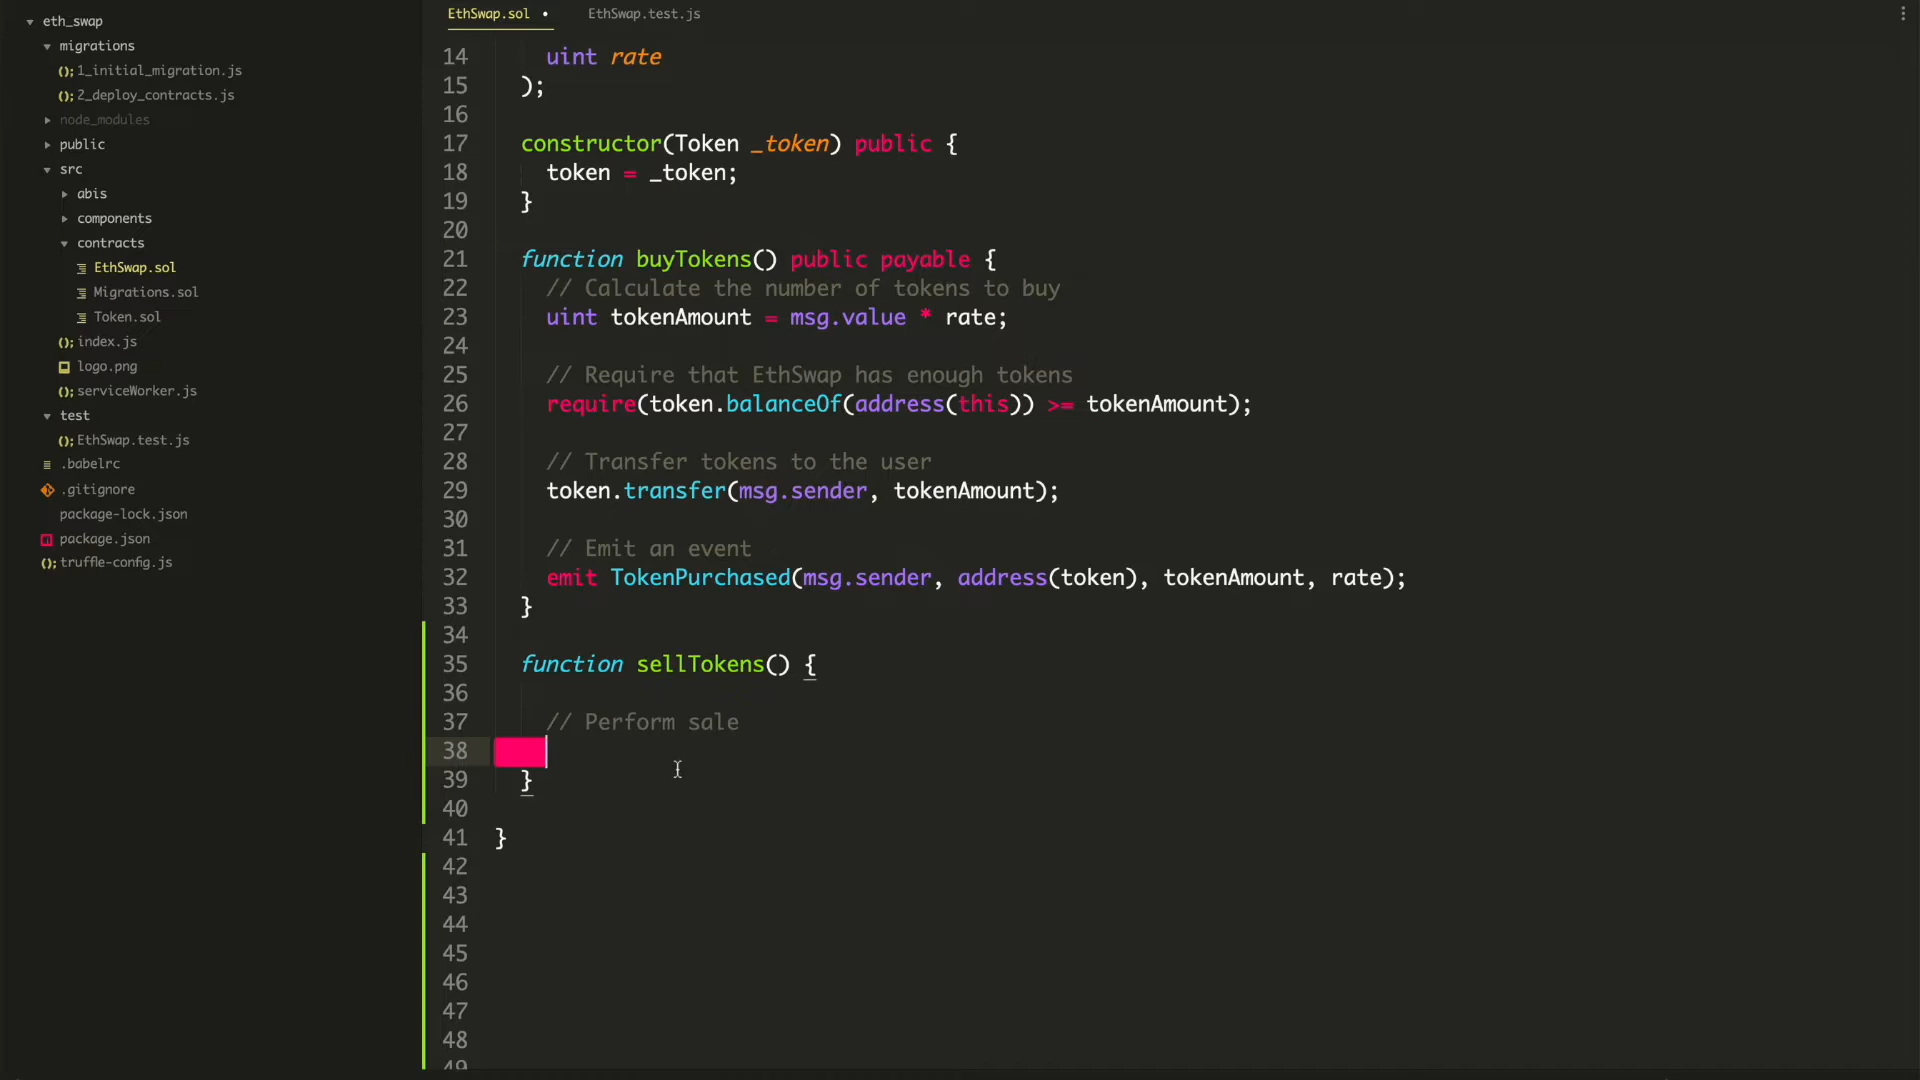 eth_swap
migrations
1_initial_migration.js
2_deploy_contracts.js
node_modules
public
src
abis
components
contracts
EthSwap.sol
Migrations.sol
Token.sol
index.js
logo.png
serviceWorker.js
test
EthSwap.test.js
.babelrc
.gitignore
package-lock.json
package.json
truffle-config.js
EthSwap.sol • EthSwap.test.js
14 uint rate
15 );
16
17 constructor(Token _token) public {
18 token = _token;
19 }
20
21 function buyTokens() public payable {
22 // Calculate the number of tokens to buy
23 uint tokenAmount = msg.value * rate;
24
25 // Require that EthSwap has enough tokens
26 require(token.balanceOf(address(this)) >= tokenAmount);
27
28 // Transfer tokens to the user
29 token.transfer(msg.sender, tokenAmount);
30
31 // Emit an event
32 emit TokenPurchased(msg.sender, address(token), tokenAmount, rate);
33 }
34
35 function sellTokens() {
36
37 // Perform sale
38
39 }
40
41 }
42
43
44
45
46
47
48
49